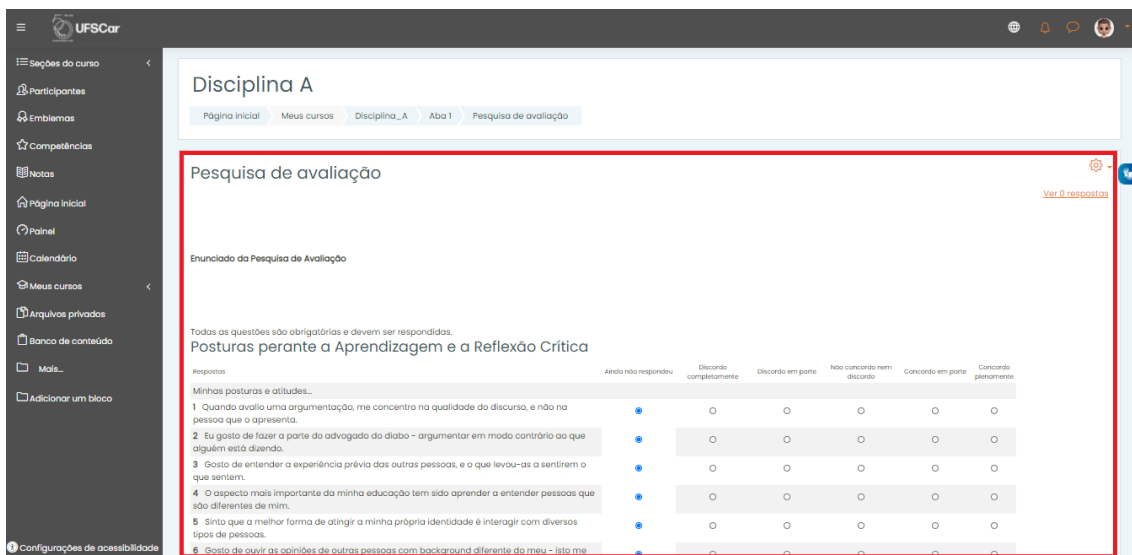 UFSCar
Seções do curso
Participantes
Emblemas
Competências
Notas
Página inicial
Painel
Calendário
Meus cursos
Arquivos privados
Banco de conteúdo
Mais...
Adicionar um bloco
Configurações de acessibilidade
Disciplina A
Página inicial Meus cursos Disciplina_A Aba 1 Pesquisa de avaliação
Pesquisa de avaliação
Ver 0 respostas
Enunciado da Pesquisa de Avaliação
Todas as questões são obrigatórias e devem ser respondidas.
Posturas perante a Aprendizagem e a Reflexão Crítica
Respostas Ainda não respondeu Discordo completamente Discordo em parte Não concordo nem discordo Concordo em parte Concordo plenamente
Minhas posturas e atitudes...
1 Quando avalio uma argumentação, me concentro na qualidade do discurso, e não na
pessoa que o apresenta.
2 Eu gosto de fazer a parte do advogado do diabo - argumentar em modo contrário ao que
alguém está dizendo.
3 Gosto de entender a experiência prévia das outras pessoas, e o que levou-as a sentirem o
que sentem.
4 O aspecto mais importante da minha educação tem sido aprender a entender pessoas que
são diferentes de mim.
5 Sinto que a melhor forma de atingir a minha própria identidade é interagir com diversos
tipos de pessoas.
6 Gosto de ouvir as opiniões de outras pessoas com background diferente do meu - isto me